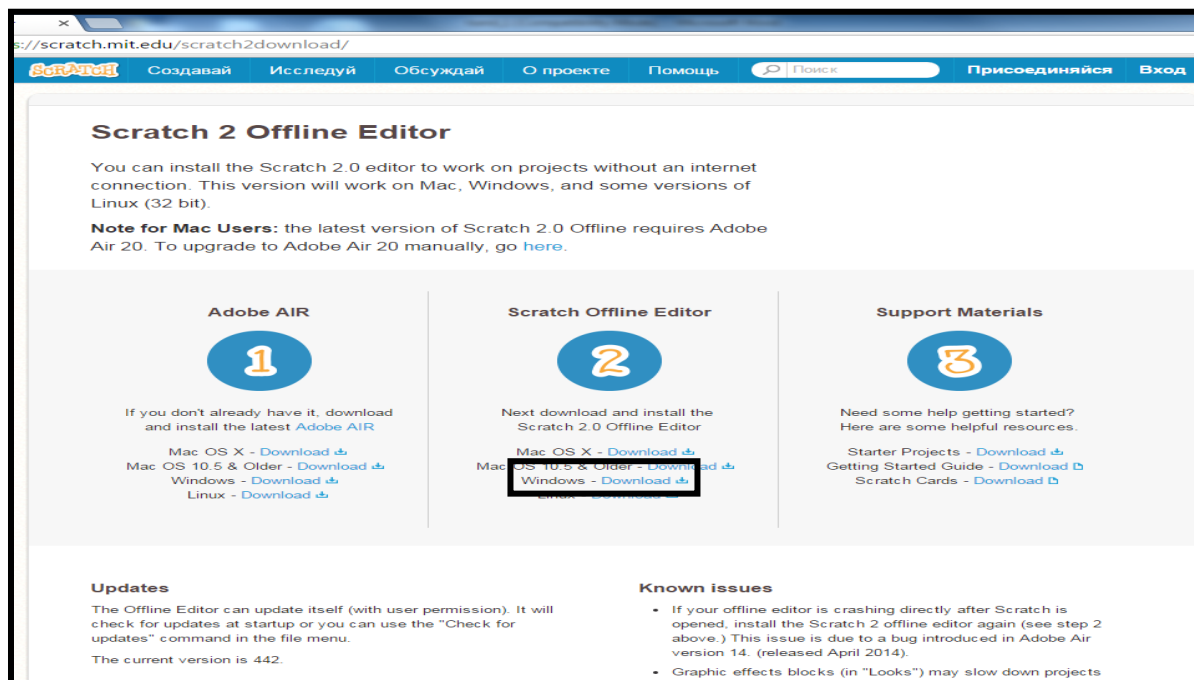 s://scratch.mit.edu/scratch2download/
SCRATCH Создавай Исследуй Обсуждай О проекте Помощь Поиск Присоединяйся Вход
Scratch 2 Offline Editor
You can install the Scratch 2.0 editor to work on projects without an internet
connection. This version will work on Mac, Windows, and some versions of
Linux (32 bit).
Note for Mac Users: the latest version of Scratch 2.0 Offline requires Adobe
Air 20. To upgrade to Adobe Air 20 manually, go here.
Adobe AIR
1
If you don't already have it, download
and install the latest Adobe AIR
Mac OS X - Download
Mac OS 10.5 & Older - Download
Windows - Download
Linux - Download
Scratch Offline Editor
2
Next download and install the
Scratch 2.0 Offline Editor
Mac OS X - Download
Mac OS 10.5 & Older - Download
Windows - Download
Linux - Download
Support Materials
3
Need some help getting started?
Here are some helpful resources.
Starter Projects - Download
Getting Started Guide - Download
Scratch Cards - Download
Updates
The Offline Editor can update itself (with user permission). It will
check for updates at startup or you can use the "Check for
updates" command in the file menu.
The current version is 442.
Known issues
• If your offline editor is crashing directly after Scratch is
opened, install the Scratch 2 offline editor again (see step 2
above.) This issue is due to a bug introduced in Adobe Air
version 14. (released April 2014).
• Graphic effects blocks (in "Looks") may slow down projects